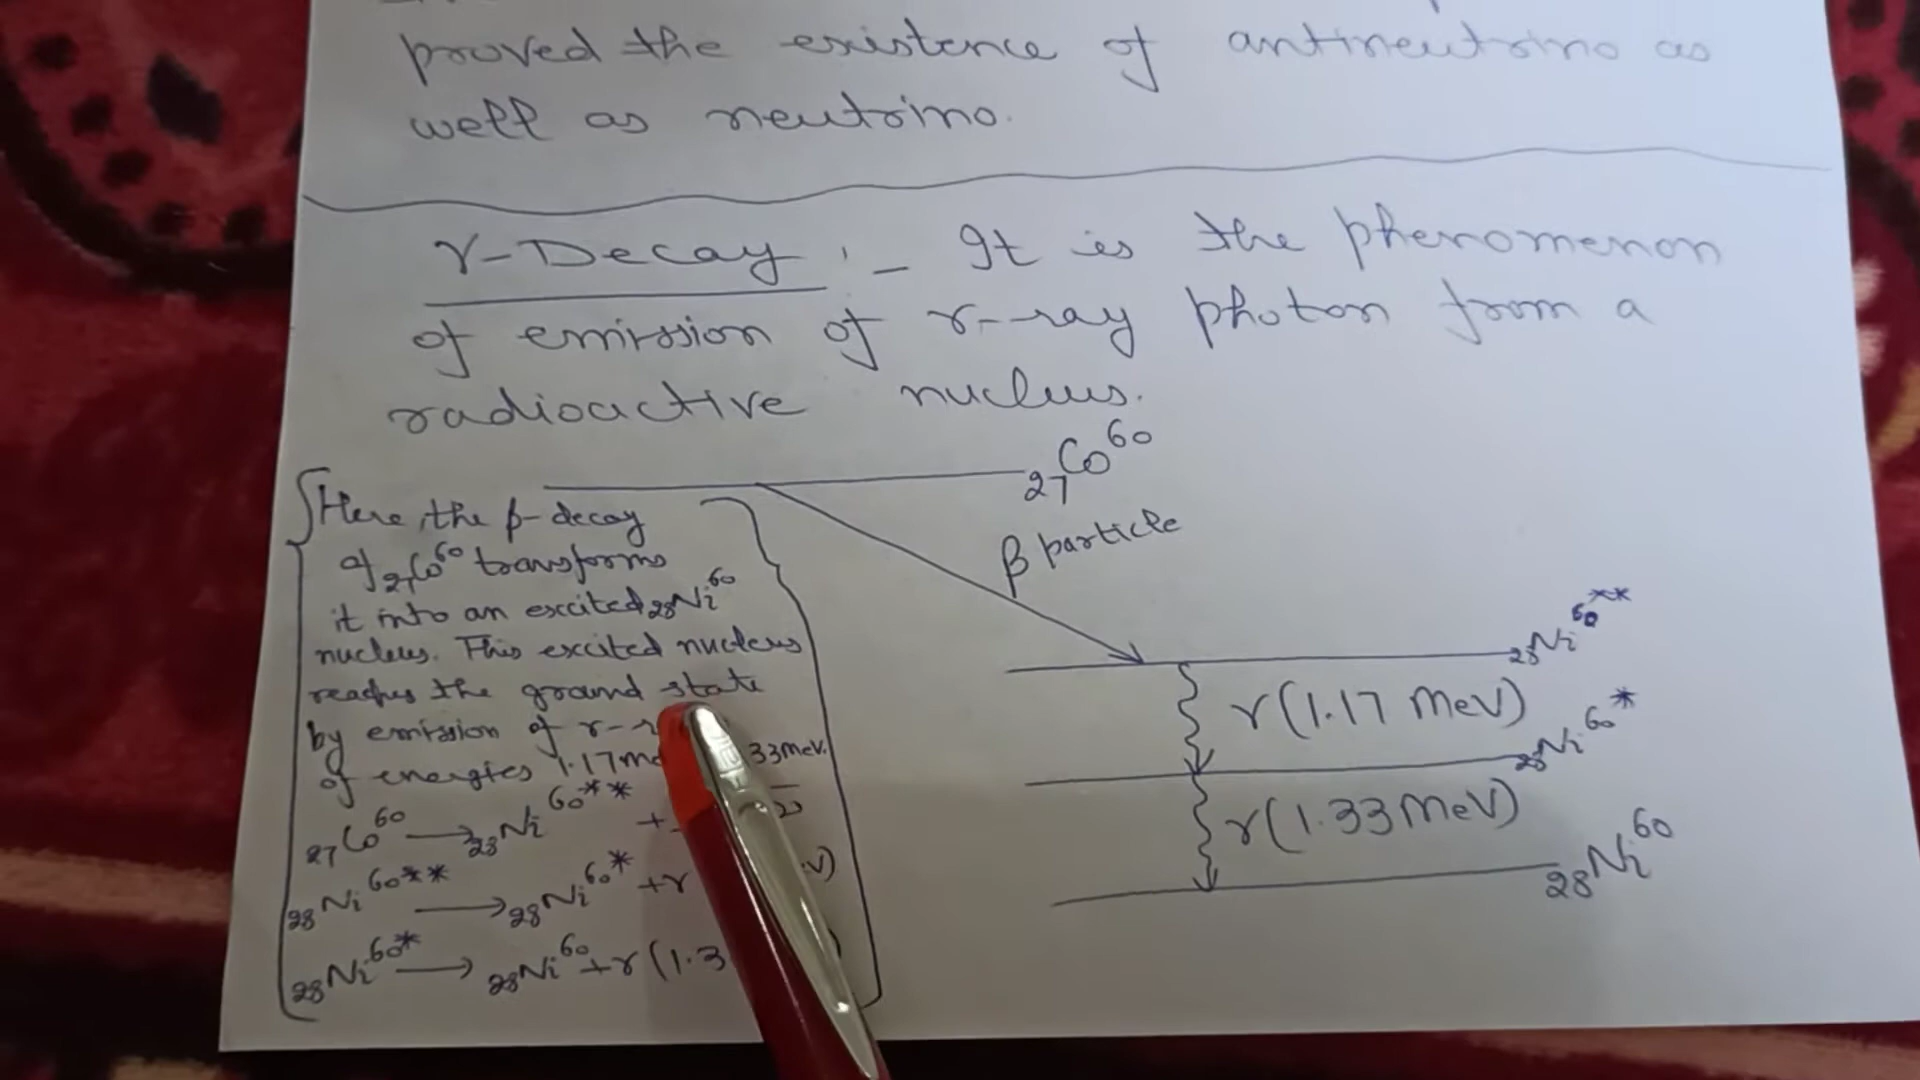 proved the existence of antineutrino as
well as neutrino.
γ-Decay :- It is the phenomenon
of emission of γ-ray photon from a
radioactive nucleus.
₂₇Co⁶⁰
β particle
₂₈Ni⁶⁰**
γ(1.17 MeV)
₂₈Ni⁶⁰*
γ(1.33 MeV)
₂₈Ni⁶⁰
Here, the β-decay
of ₂₇Co⁶⁰ transforms
it into an excited ₂₈Ni⁶⁰
nucleus. This excited nucleus
reaches the ground state
by emission of γ-
of energies 1.17 33 MeV.
₂₇Co⁶⁰ → ₂₈Ni⁶⁰** +
₂₈Ni⁶⁰** → ₂₈Ni⁶⁰* + γ V)
₂₈Ni⁶⁰* → ₂₈Ni⁶⁰ + γ (1.3